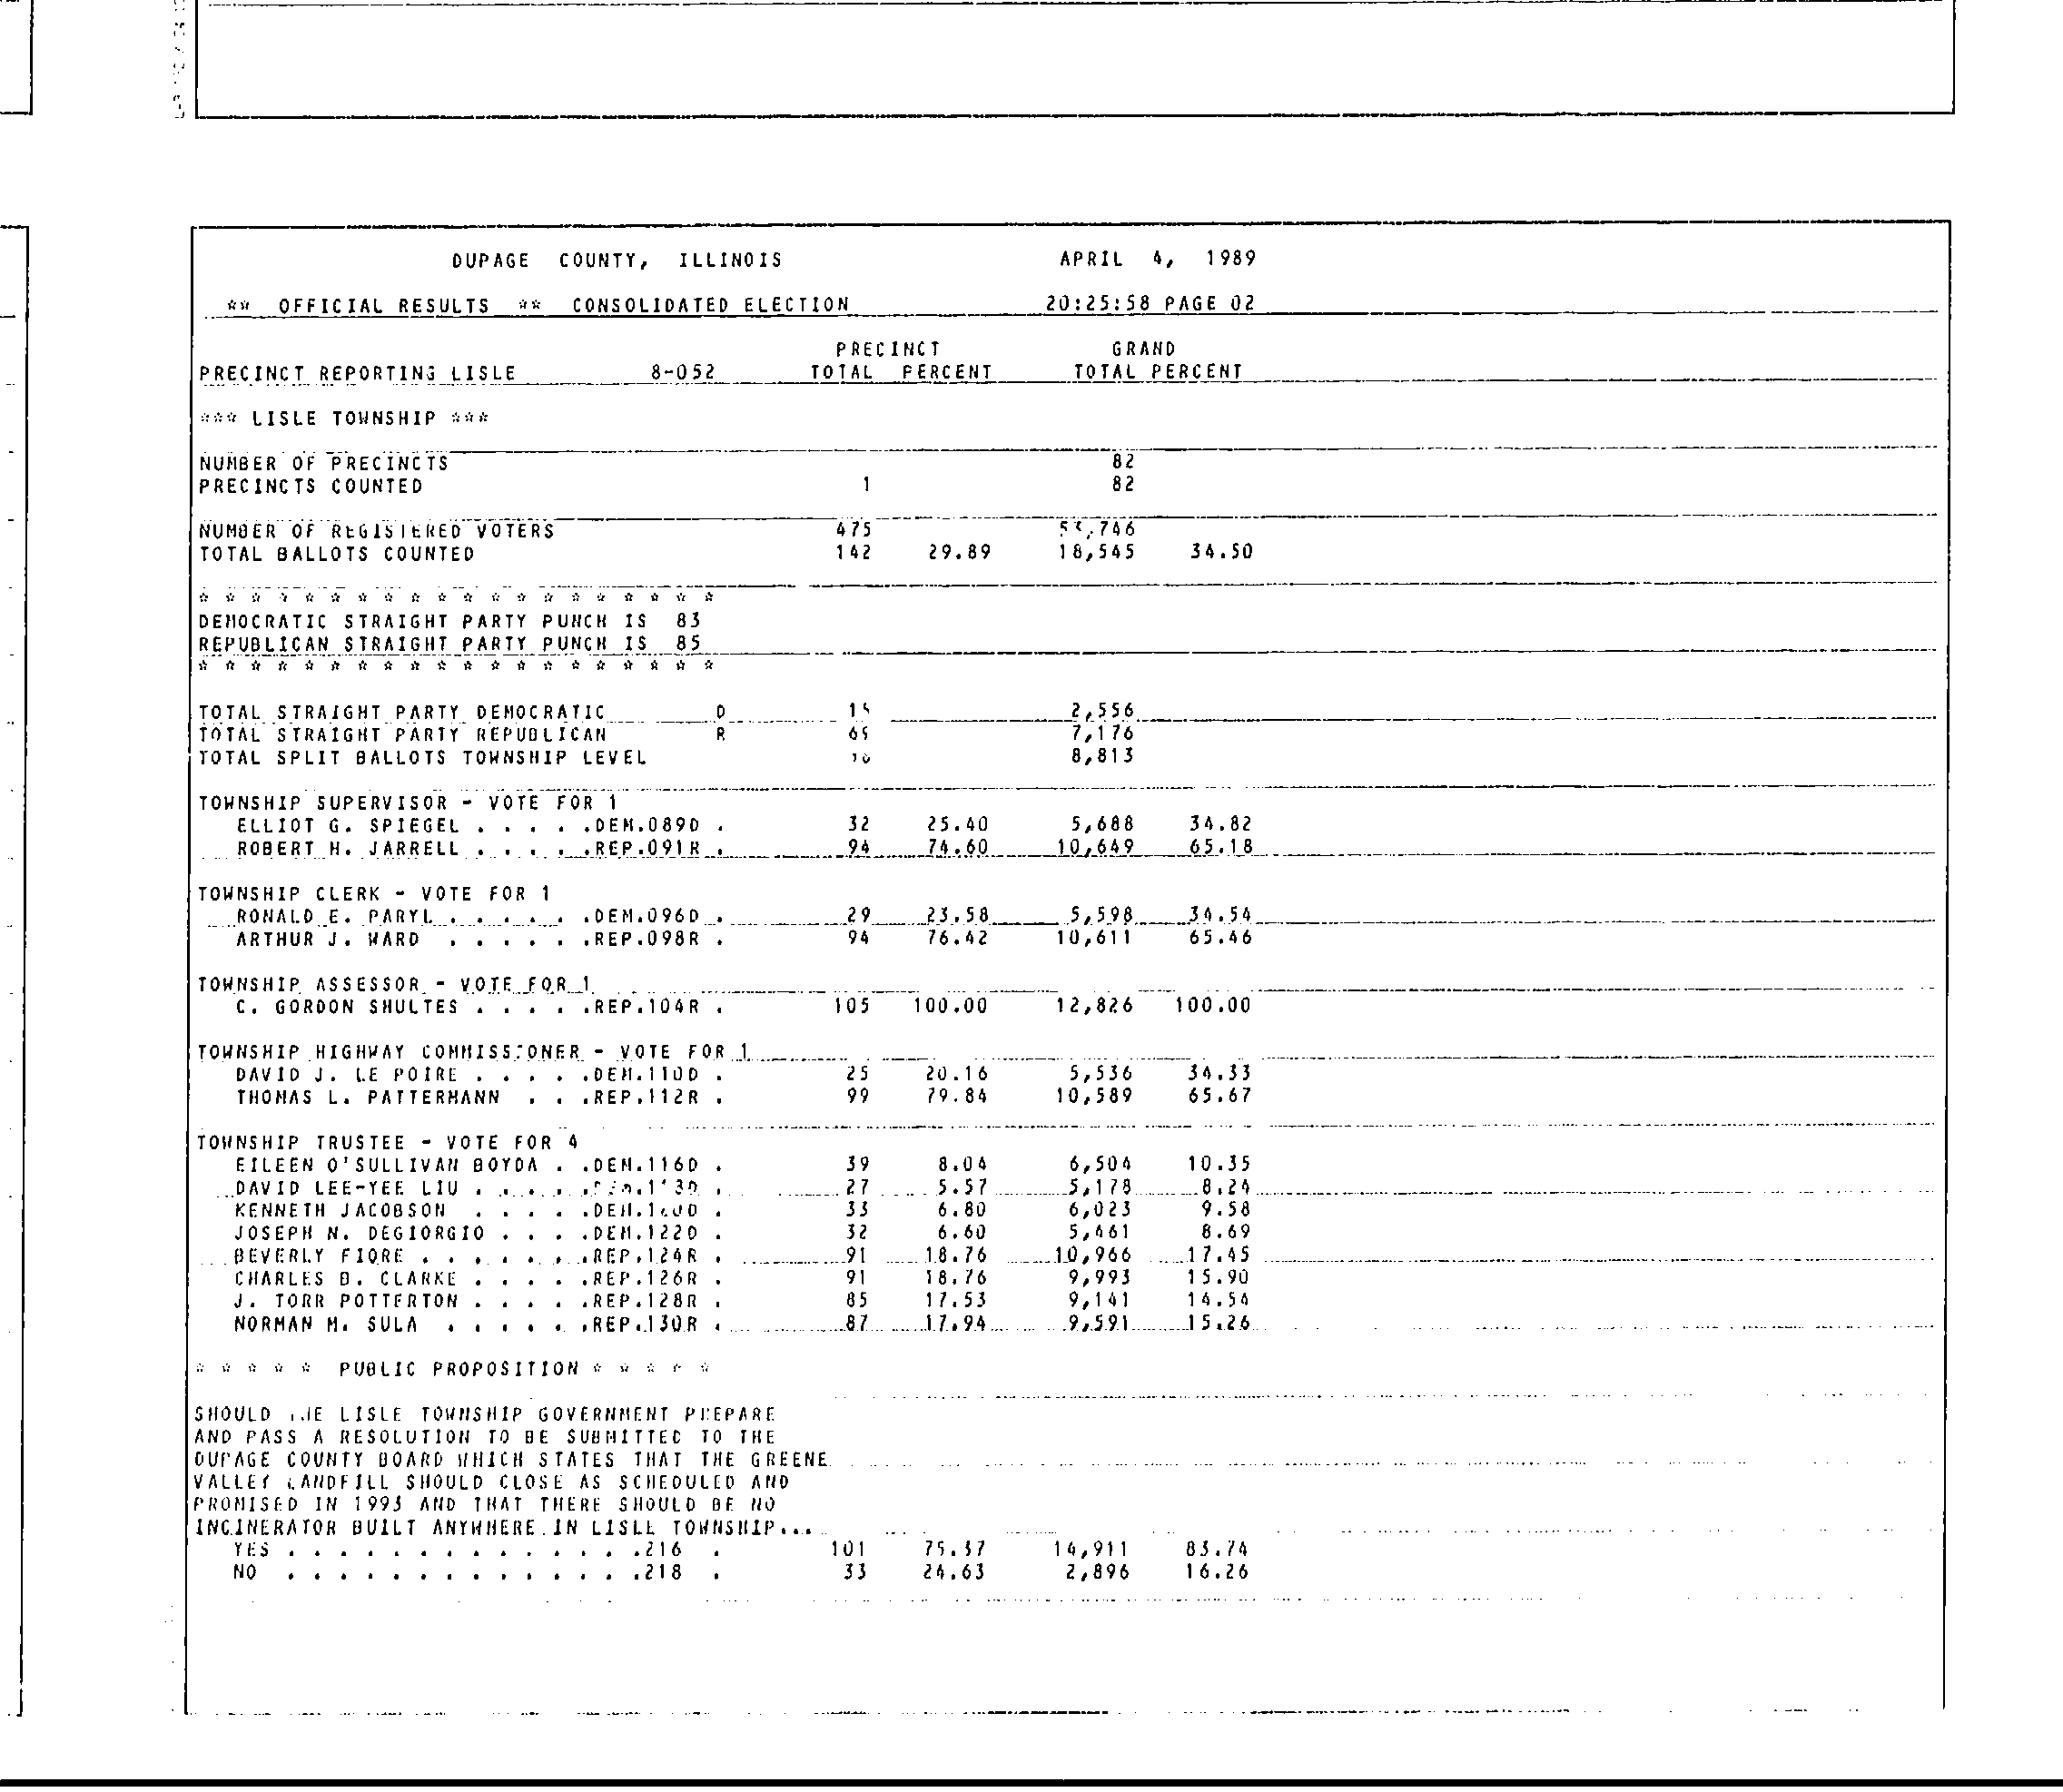 DUPAGE COUNTY, ILLINOIS APRIL 4, 1989
** OFFICIAL RESULTS ** CONSOLIDATED ELECTION 20:25:58 PAGE 02
PRECINCT GRAND
PRECINCT REPORTING LISLE 8-052 TOTAL PERCENT TOTAL PERCENT
*** LISLE TOWNSHIP ***
NUMBER OF PRECINCTS 82
PRECINCTS COUNTED 1 82
NUMBER OF REGISTERED VOTERS 475 53,746
TOTAL BALLOTS COUNTED 142 29.89 18,545 34.50
* * * * * * * * * * * * * * * * * * * *
DEMOCRATIC STRAIGHT PARTY PUNCH IS 83
REPUBLICAN STRAIGHT PARTY PUNCH IS 85
* * * * * * * * * * * * * * * * * * * *
TOTAL STRAIGHT PARTY DEMOCRATIC D 2,556
TOTAL STRAIGHT PARTY REPUBLICAN R 7,176
TOTAL SPLIT BALLOTS TOWNSHIP LEVEL 8,813
TOWNSHIP SUPERVISOR - VOTE FOR 1
ELLIOT G. SPIEGEL . . . . .DEM.089D . 32 25.40 5,688 34.82
ROBERT H. JARRELL . . . . .REP.091R . 94 74.60 10,649 65.18
TOWNSHIP CLERK - VOTE FOR 1
RONALD E. PARYL . . . . . .DEM.096D . 29 23.58 5,598 34.54
ARTHUR J. WARD . . . . . .REP.098R . 94 76.42 10,611 65.46
TOWNSHIP ASSESSOR - VOTE FOR 1
C. GORDON SHULTES . . . . .REP.104R . 105 100.00 12,826 100.00
TOWNSHIP HIGHWAY COMMISSIONER - VOTE FOR 1
DAVID J. LE POIRE . . . . .DEM.110D . 25 20.16 5,536 34.33
THOMAS L. PATTERMANN . . .REP.112R . 99 79.84 10,589 65.67
TOWNSHIP TRUSTEE - VOTE FOR 4
EILEEN O'SULLIVAN BOYDA . .DEM.116D . 39 8.04 6,504 10.35
DAVID LEE-YEE LIU . . . . . 27 5.57 5,178 8.24
KENNETH JACOBSON . . . . . 33 6.80 6,023 9.58
JOSEPH N. DEGIORGIO . . . .DEM.122D . 32 6.60 5,461 8.69
BEVERLY FIORE . . . . . . .REP.124R . 91 18.76 10,966 17.45
CHARLES B. CLARKE . . . . .REP.126R . 91 18.76 9,993 15.90
J. TORR POTTERTON . . . . .REP.128R . 85 17.53 9,141 14.54
NORMAN M. SULA . . . . . .REP.130R . 87 17.94 9,591 15.26
* * * * * PUBLIC PROPOSITION * * * * *
SHOULD THE LISLE TOWNSHIP GOVERNMENT PREPARE
AND PASS A RESOLUTION TO BE SUBMITTED TO THE
DUPAGE COUNTY BOARD WHICH STATES THAT THE GREENE
VALLEY LANDFILL SHOULD CLOSE AS SCHEDULED AND
PROMISED IN 1993 AND THAT THERE SHOULD BE NO
INCINERATOR BUILT ANYWHERE IN LISLE TOWNSHIP...
YES . . . . . . . . . . . . . .216 . 101 75.37 14,911 83.74
NO . . . . . . . . . . . . . .218 . 33 24.63 2,896 16.26